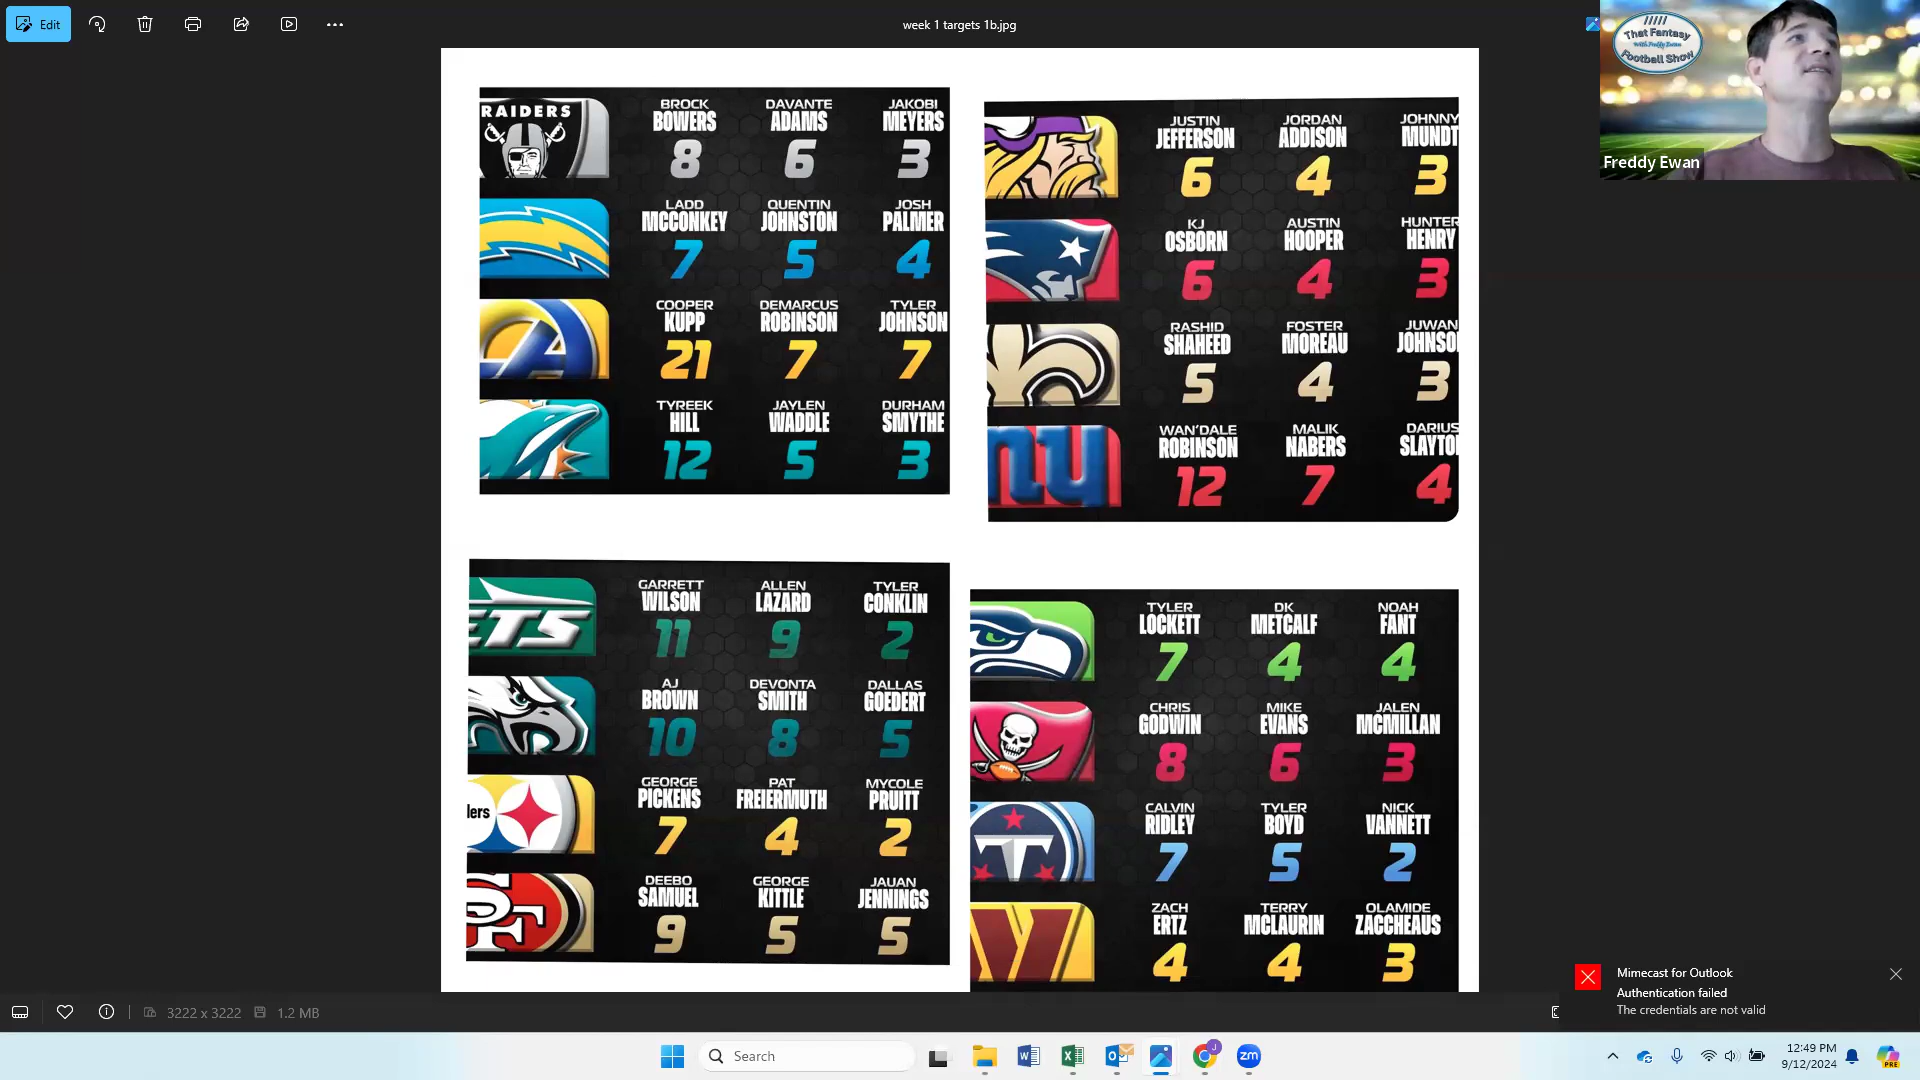 Edit
week 1 targets 1b.jpg
That Fantasy
With Freddy Ewan
Football Show
Freddy Ewan
RAIDERS
BROCK BOWERS 8
DAVANTE ADAMS 6
JAKOBI MEYERS 3
LADD MCCONKEY 7
QUENTIN JOHNSTON 5
JOSH PALMER 4
COOPER KUPP 21
DEMARCUS ROBINSON 7
TYLER JOHNSON 7
TYREEK HILL 12
JAYLEN WADDLE 5
DURHAM SMYTHE 3
JUSTIN JEFFERSON 6
JORDAN ADDISON 4
JOHNNY MUNDT 3
KJ OSBORN 6
AUSTIN HOOPER 4
HUNTER HENRY 3
RASHID SHAHEED 5
FOSTER MOREAU 4
JUWAN JOHNSO 3
ny
WAN'DALE ROBINSON 12
MALIK NABERS 7
DARIUS SLAYTO 4
ETS
GARRETT WILSON 11
ALLEN LAZARD 9
TYLER CONKLIN 2
AJ BROWN 10
DEVONTA SMITH 8
DALLAS GOEDERT 5
lers
GEORGE PICKENS 7
PAT FREIERMUTH 4
MYCOLE PRUITT 2
SF
DEEBO SAMUEL 9
GEORGE KITTLE 5
JAUAN JENNINGS 5
TYLER LOCKETT 7
DK METCALF 4
NOAH FANT 4
CHRIS GODWIN 8
MIKE EVANS 6
JALEN MCMILLAN 3
T
CALVIN RIDLEY 7
TYLER BOYD 5
NICK VANNETT 2
W
ZACH ERTZ 4
TERRY MCLAURIN 4
OLAMIDE ZACCHEAUS 3
Mimecast for Outlook
Authentication failed
The credentials are not valid
3222 x 3222
1.2 MB
Search
zm
J
12:49 PM
9/12/2024
PRE